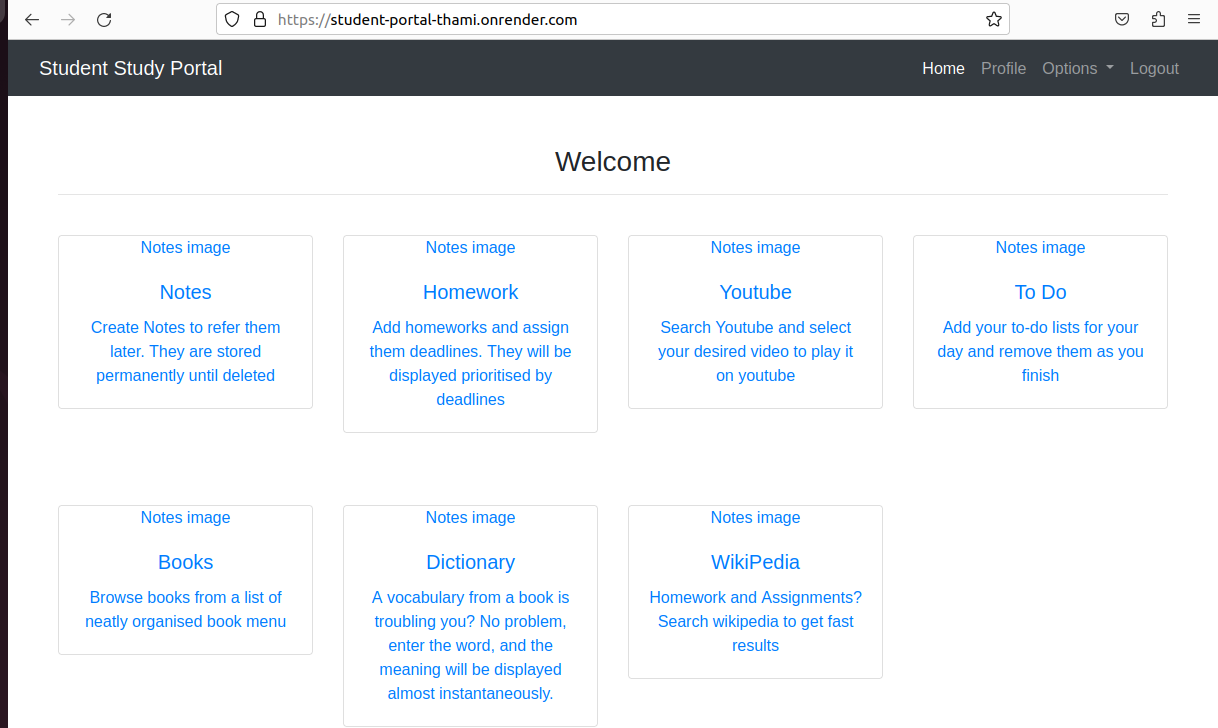 https://student-portal-thami.onrender.com
Student Study Portal
Home Profile Options Logout
Welcome
Notes image
Notes
Create Notes to refer them
later. They are stored
permanently until deleted
Notes image
Homework
Add homeworks and assign
them deadlines. They will be
displayed prioritised by
deadlines
Notes image
Youtube
Search Youtube and select
your desired video to play it
on youtube
Notes image
To Do
Add your to-do lists for your
day and remove them as you
finish
Notes image
Books
Browse books from a list of
neatly organised book menu
Notes image
Dictionary
A vocabulary from a book is
troubling you? No problem,
enter the word, and the
meaning will be displayed
almost instantaneously.
Notes image
WikiPedia
Homework and Assignments?
Search wikipedia to get fast
results